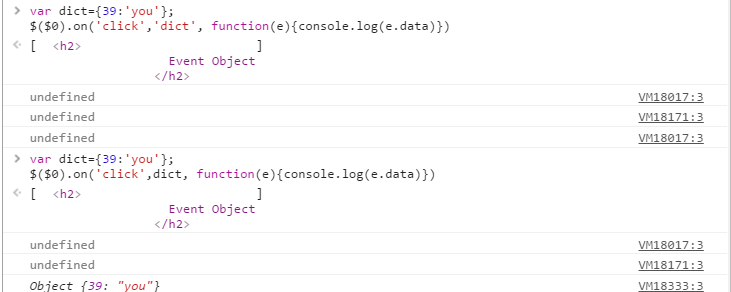 > var dict={39:'you'};
$($0).on('click','dict', function(e){console.log(e.data)})
[ <h2> ]
Event Object
</h2>
undefined VM18017:3
undefined VM18171:3
undefined VM18017:3
> var dict={39:'you'};
$($0).on('click',dict, function(e){console.log(e.data)})
[ <h2> ]
Event Object
</h2>
undefined VM18017:3
undefined VM18171:3
Object {39: "you"} VM18333:3